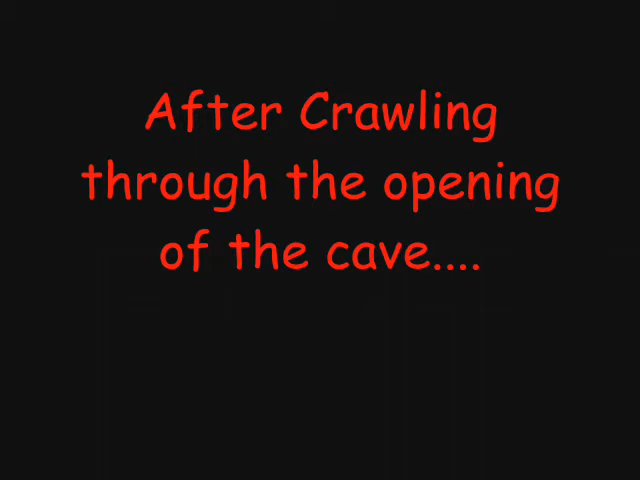 After Crawling
through the opening
of the cave....